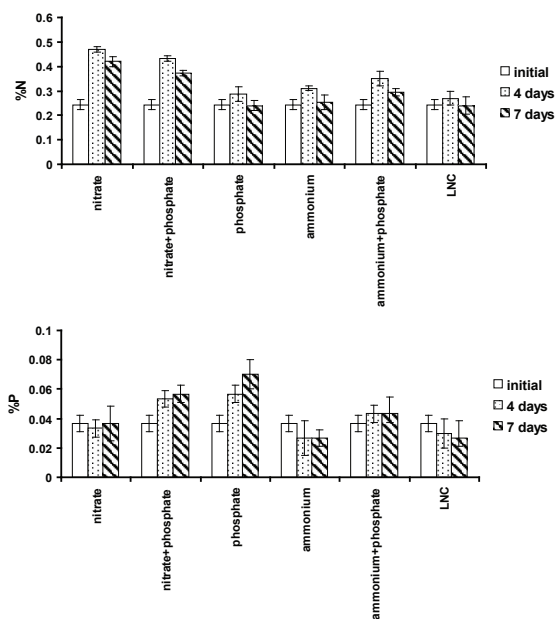 0.6
0.5
0.4
0.3
0.2
0.1
0
%N
nitrate
nitrate+phosphate
phosphate
ammonium
ammonium+phosphate
LNC
initial
4 days
7 days
0.1
0.08
0.06
0.04
0.02
0
%P
nitrate
nitrate+phosphate
phosphate
ammonium
ammonium+phosphate
LNC
initial
4 days
7 days